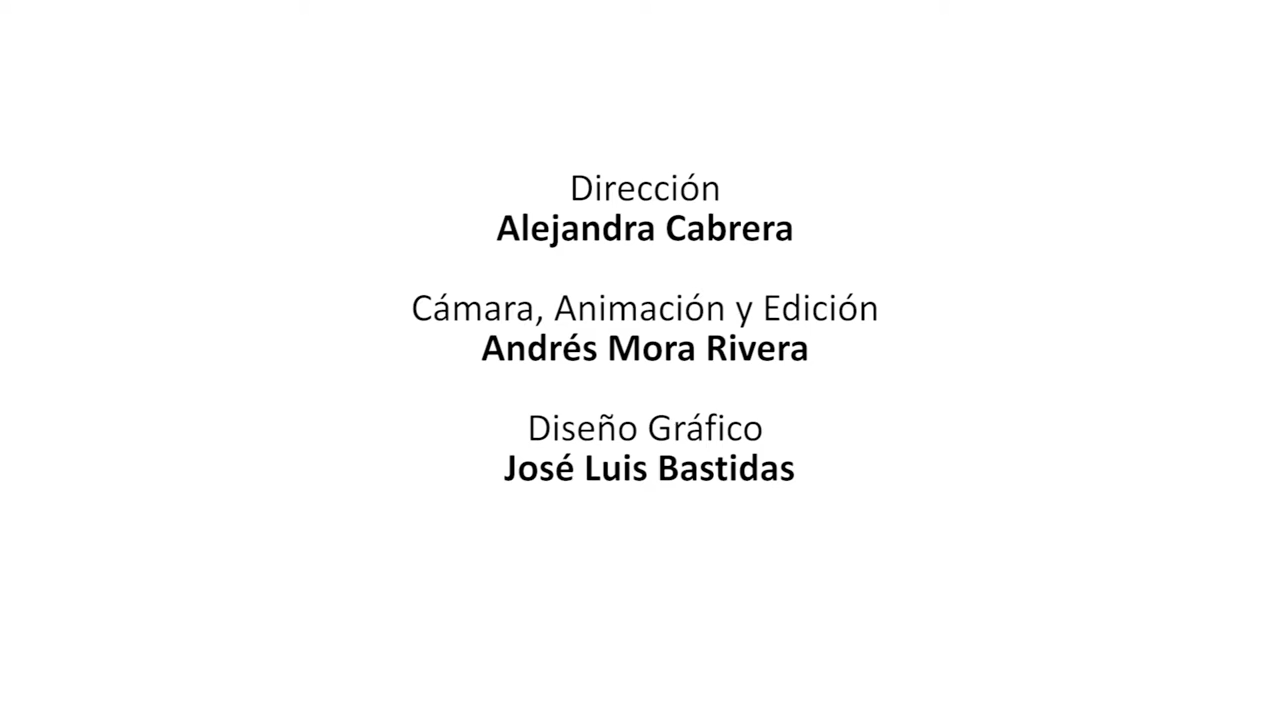 Dirección
Alejandra Cabrera
Cámara, Animación y Edición
Andrés Mora Rivera
Diseño Gráfico
José Luis Bastidas